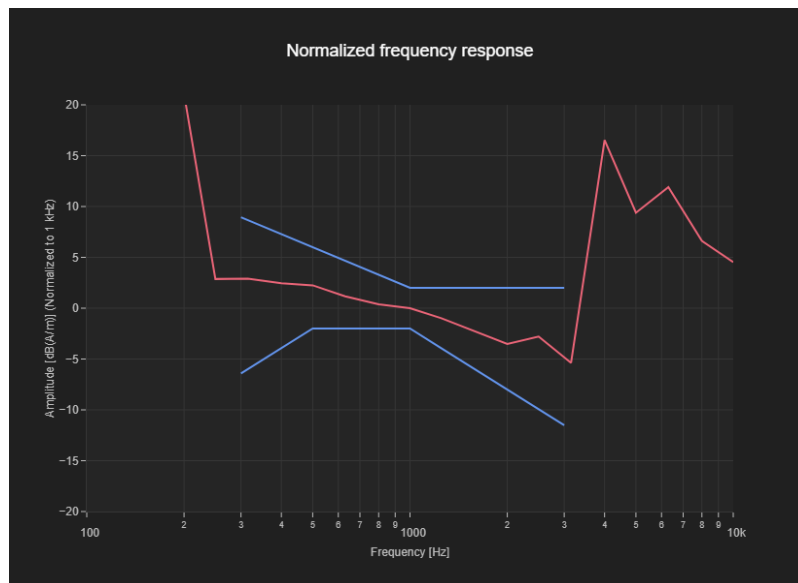 Normalized frequency response
Amplitude [dB(A/m)] (Normalized to 1 kHz)
20
15
10
5
0
−5
−10
−15
−20
100 2 3 4 5 6 7 8 9 1000 2 3 4 5 6 7 8 9 10k
Frequency [Hz]